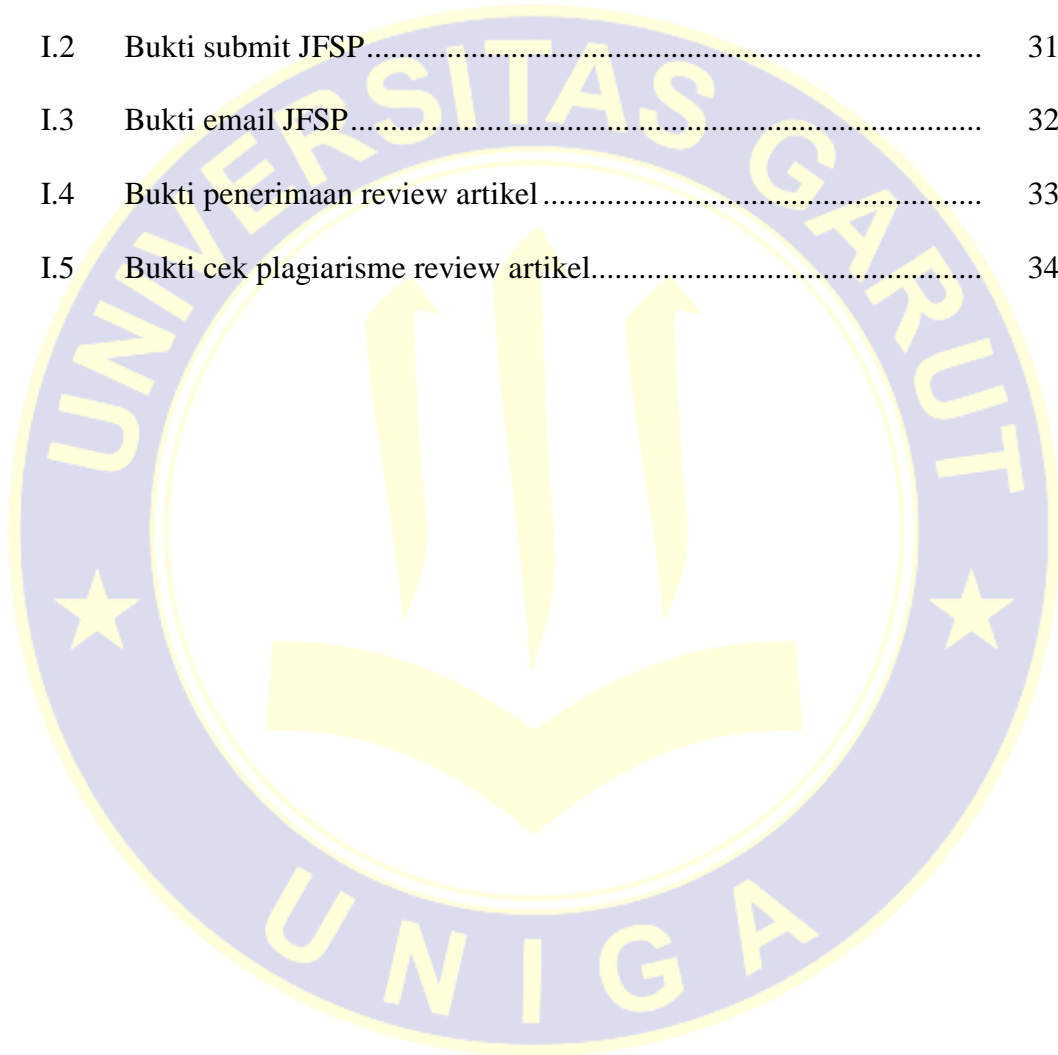 I.2 Bukti submit JFSP.................................................................................... 31
I.3 Bukti email JFSP...................................................................................... 32
I.4 Bukti penerimaan review artikel............................................................ 33
I.5 Bukti cek plagiarisme review artikel..................................................... 34
UNIVERSITAS GARUT
UNIGA